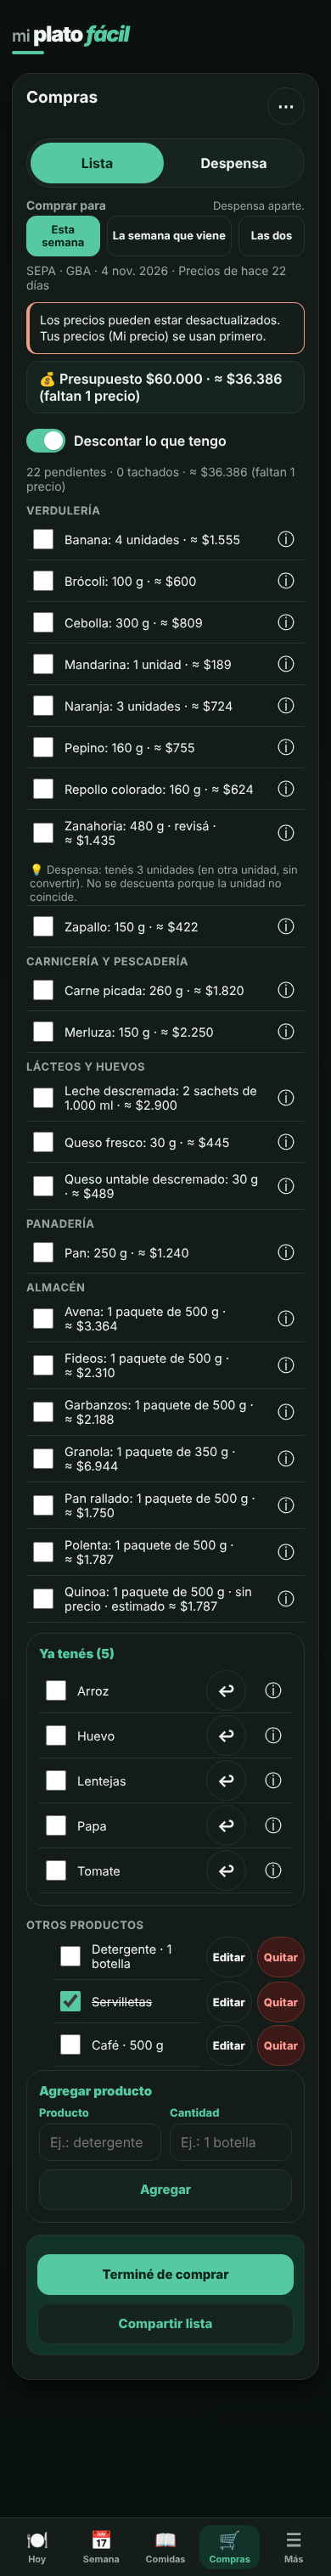 mi plato fácil
Compras
⋯
Lista
Despensa
Comprar para
Despensa aparte.
Esta
semana
La semana que viene
Las dos
SEPA · GBA · 4 nov. 2026 · Precios de hace 22
días
Los precios pueden estar desactualizados.
Tus precios (Mi precio) se usan primero.
💰 Presupuesto $60.000 · ≈ $36.386
(faltan 1 precio)
Descontar lo que tengo
22 pendientes · 0 tachados · ≈ $36.386 (faltan 1
precio)
VERDULERÍA
Banana: 4 unidades · ≈ $1.555
Brócoli: 100 g · ≈ $600
Cebolla: 300 g · ≈ $809
Mandarina: 1 unidad · ≈ $189
Naranja: 3 unidades · ≈ $724
Pepino: 160 g · ≈ $755
Repollo colorado: 160 g · ≈ $624
Zanahoria: 480 g · revisá ·
≈ $1.435
💡 Despensa: tenés 3 unidades (en otra unidad, sin
convertir). No se descuenta porque la unidad no
coincide.
Zapallo: 150 g · ≈ $422
CARNICERÍA Y PESCADERÍA
Carne picada: 260 g · ≈ $1.820
Merluza: 150 g · ≈ $2.250
LÁCTEOS Y HUEVOS
Leche descremada: 2 sachets de
1.000 ml · ≈ $2.900
Queso fresco: 30 g · ≈ $445
Queso untable descremado: 30 g
· ≈ $489
PANADERÍA
Pan: 250 g · ≈ $1.240
ALMACÉN
Avena: 1 paquete de 500 g ·
≈ $3.364
Fideos: 1 paquete de 500 g ·
≈ $2.310
Garbanzos: 1 paquete de 500 g ·
≈ $2.188
Granola: 1 paquete de 350 g ·
≈ $6.944
Pan rallado: 1 paquete de 500 g ·
≈ $1.750
Polenta: 1 paquete de 500 g ·
≈ $1.787
Quinoa: 1 paquete de 500 g · sin
precio · estimado ≈ $1.787
Ya tenés (5)
Arroz
Huevo
Lentejas
Papa
Tomate
OTROS PRODUCTOS
Detergente · 1
botella
Editar
Quitar
Servilletas
Editar
Quitar
Café · 500 g
Editar
Quitar
Agregar producto
Producto
Cantidad
Ej.: detergente
Ej.: 1 botella
Agregar
Terminé de comprar
Compartir lista
Hoy
Semana
Comidas
Compras
Más